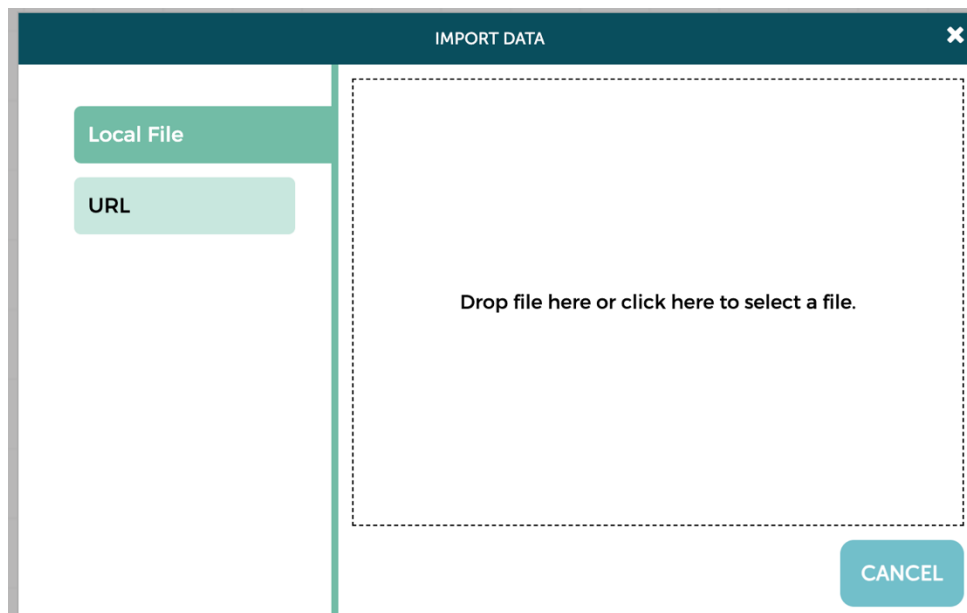 IMPORT DATA
Local File
URL
Drop file here or click here to select a file.
CANCEL